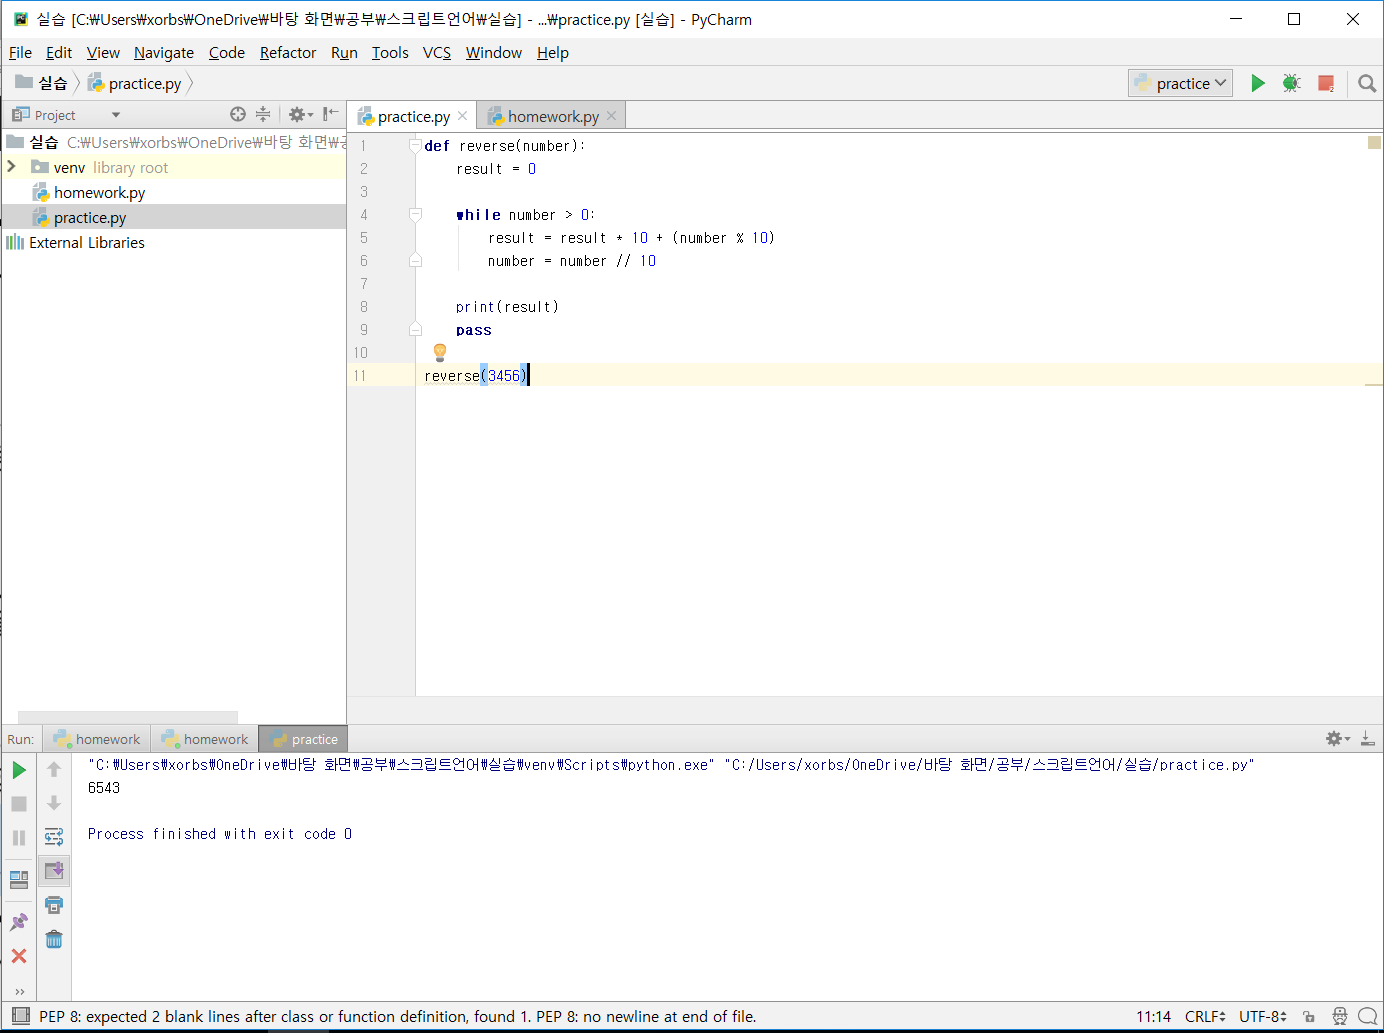 실습 [C:₩Users₩xorbs₩OneDrive₩바탕 화면₩공부₩스크립트언어₩실습] - ...₩practice.py [실습] - PyCharm
File Edit View Navigate Code Refactor Run Tools VCS Window Help
실습 practice.py practice
Project
practice.py homework.py
실습 C:₩Users₩xorbs₩OneDrive₩바탕 화면₩공
venv library root
homework.py
practice.py
External Libraries
1 def reverse(number):
2     result = 0
3
4     while number > 0:
5         result = result * 10 + (number % 10)
6         number = number // 10
7
8     print(result)
9     pass
10
11 reverse(3456)
Run: homework homework practice
"C:₩Users₩xorbs₩OneDrive₩바탕 화면₩공부₩스크립트언어₩실습₩venv₩Scripts₩python.exe" "C:/Users/xorbs/OneDrive/바탕 화면/공부/스크립트언어/실습/practice.py"
6543
Process finished with exit code 0
PEP 8: expected 2 blank lines after class or function definition, found 1. PEP 8: no newline at end of file. 11:14 CRLF UTF-8